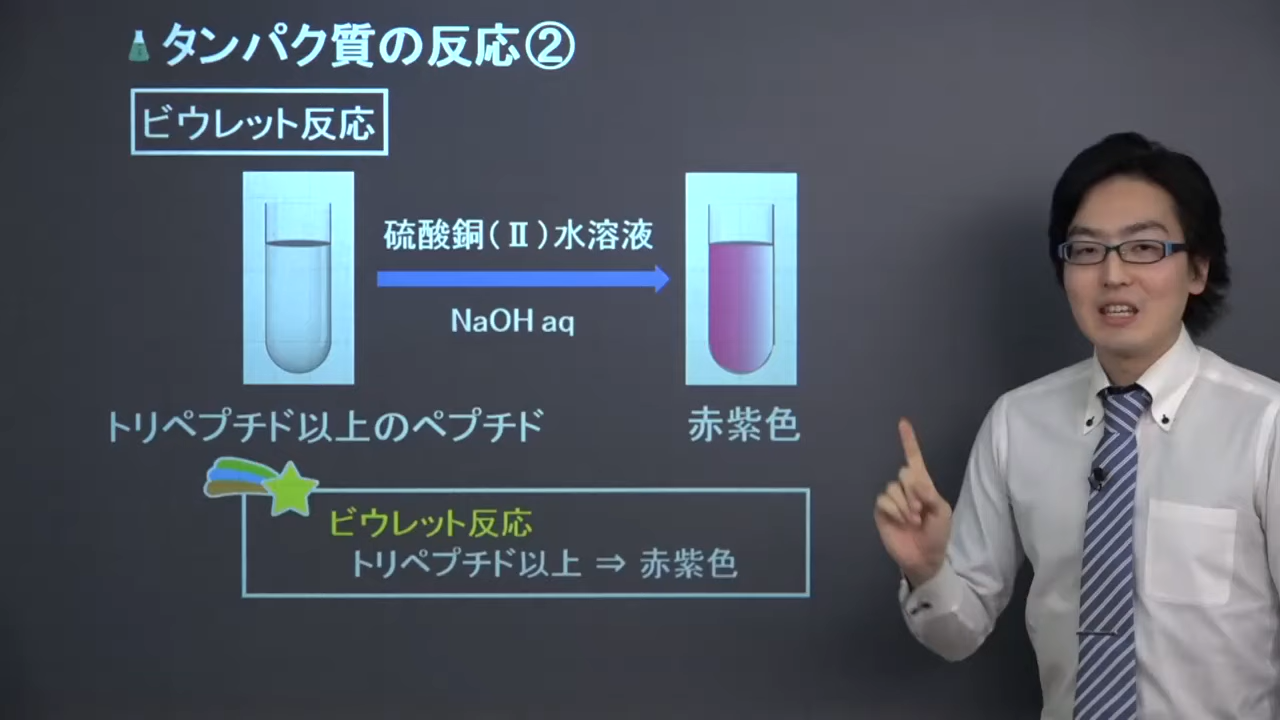 タンパク質の反応②
ビウレット反応
硫酸銅(Ⅱ)水溶液
NaOH aq
トリペプチド以上のペプチド
赤紫色
ビウレット反応
トリペプチド以上 ⇒ 赤紫色